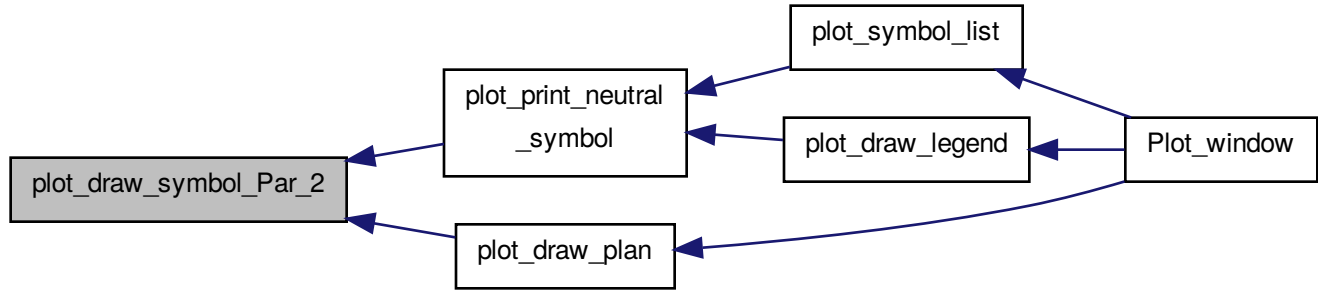 plot_draw_symbol_Par_2
plot_print_neutral
_symbol
plot_draw_plan
plot_symbol_list
plot_draw_legend
Plot_window